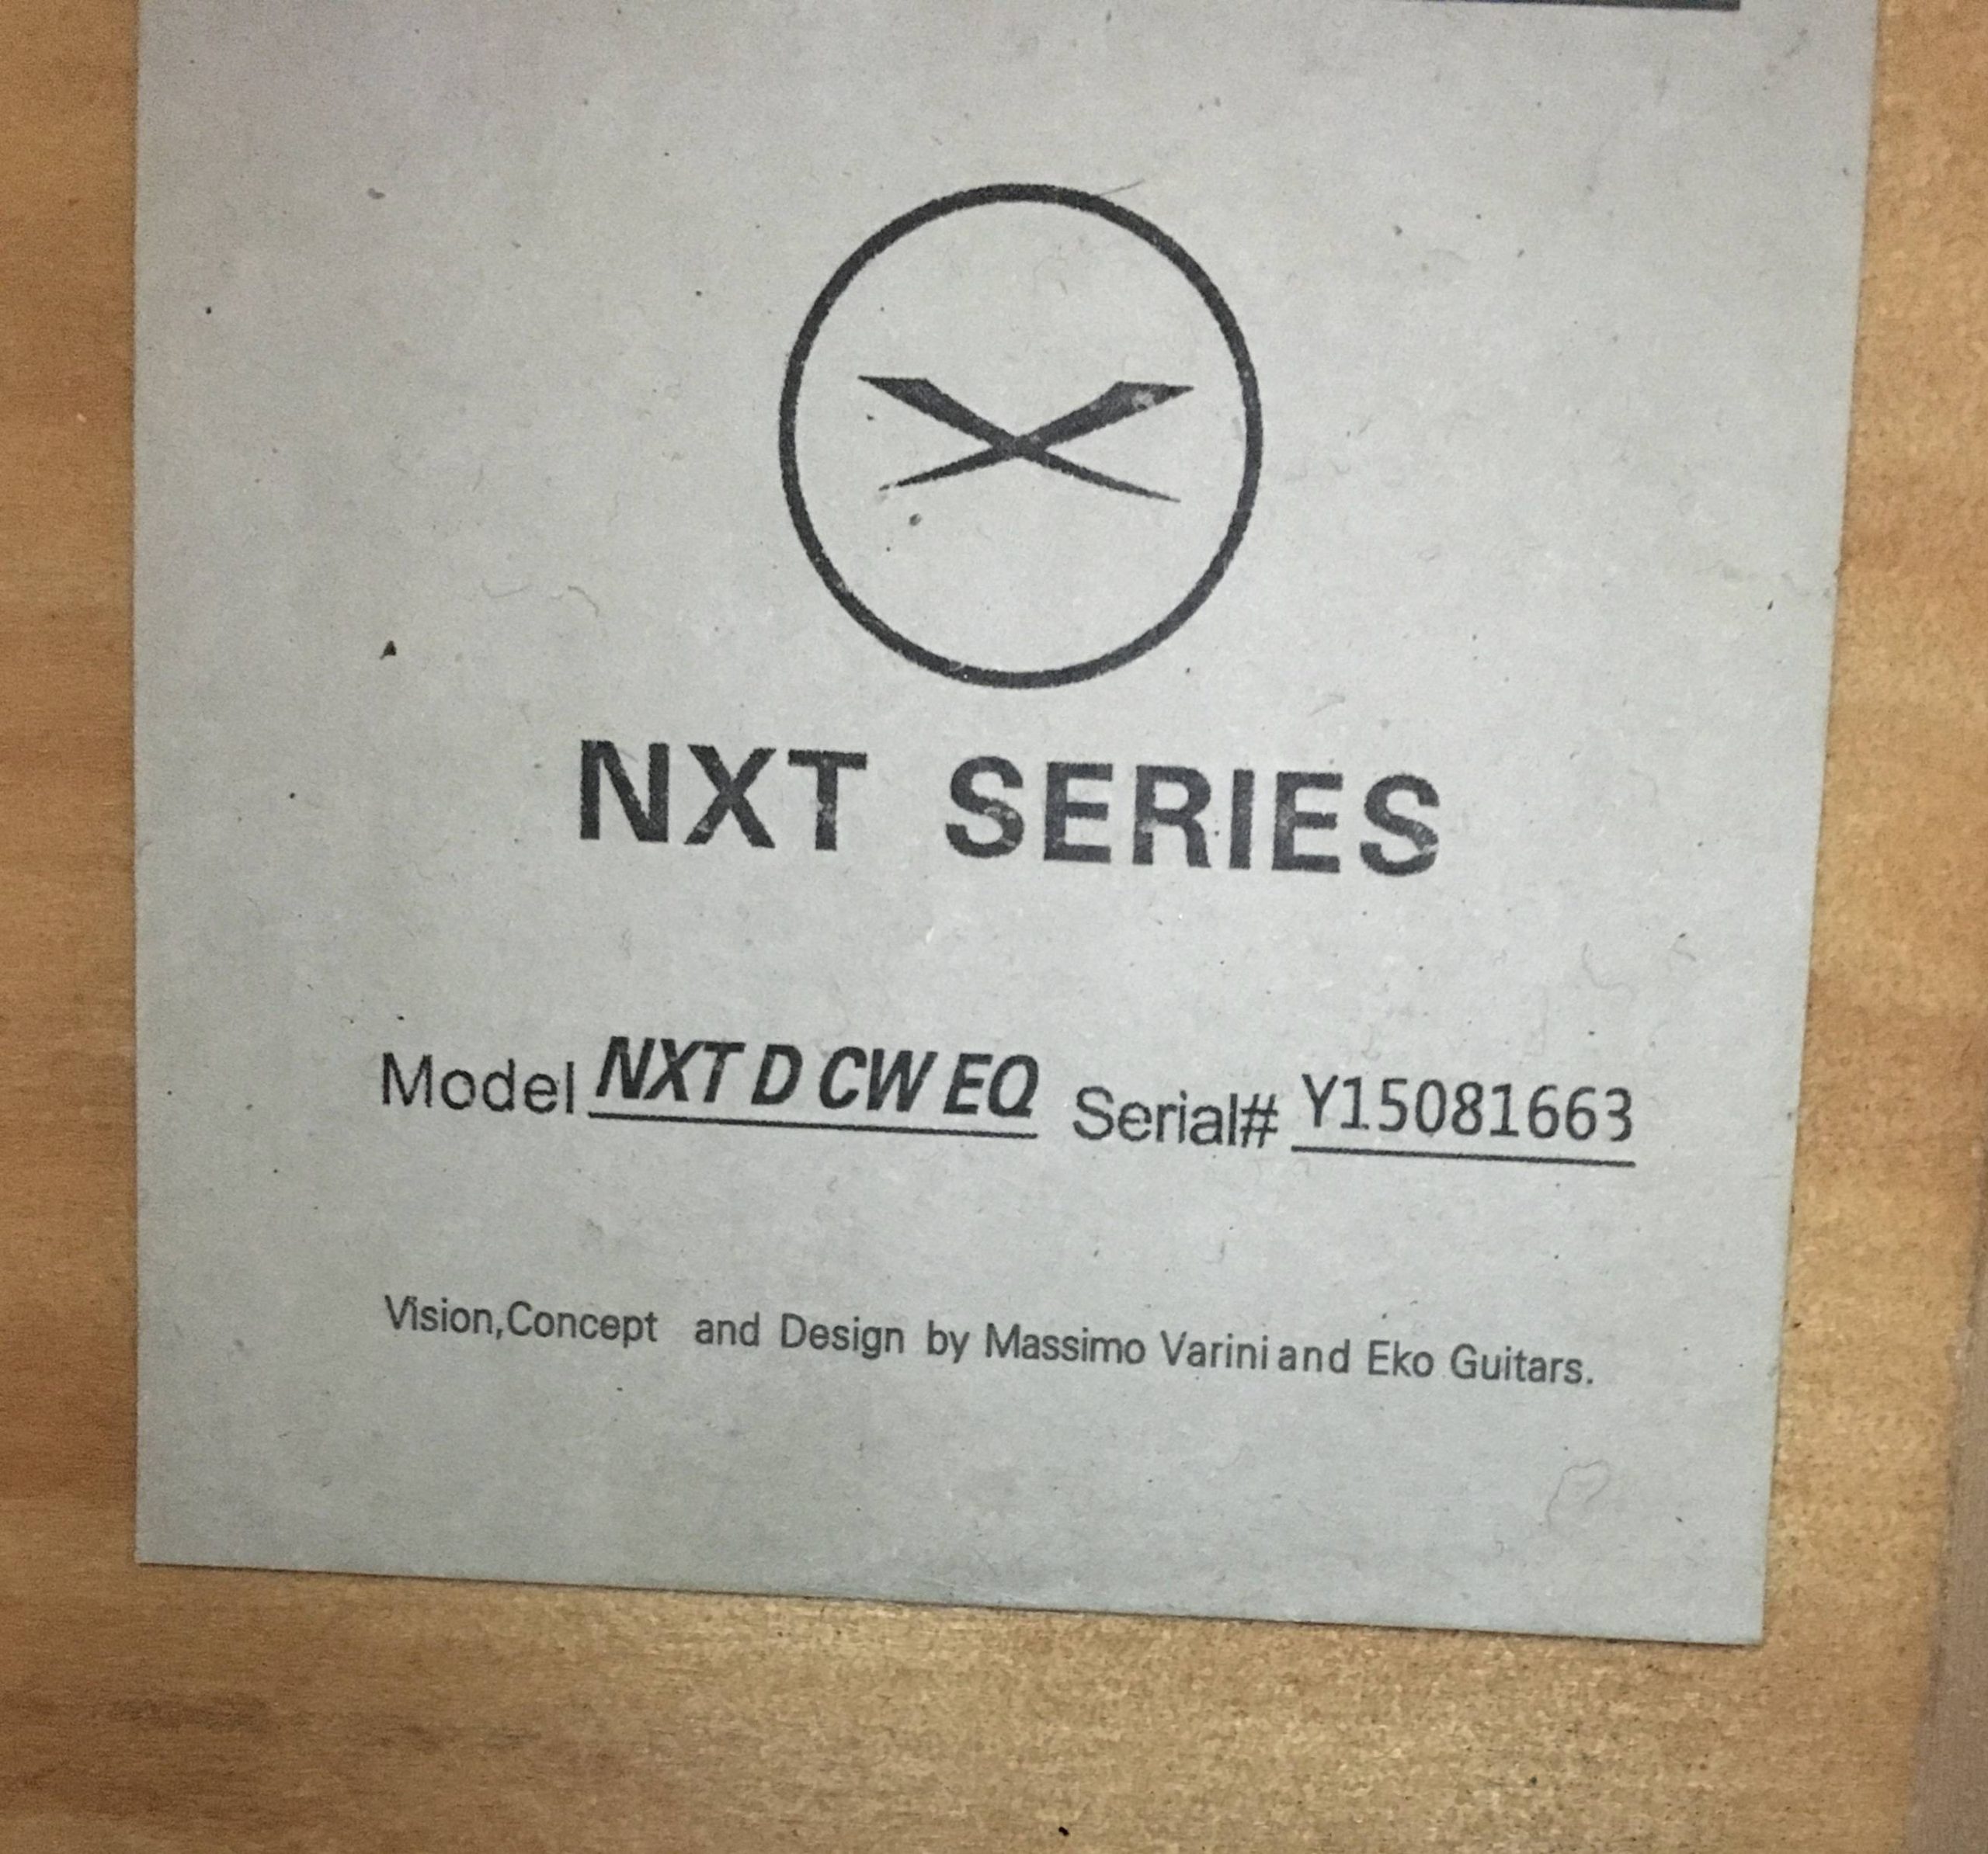 NXT SERIES
Model NXT D CW EQ Serial# Y15081663
Vision,Concept and Design by Massimo Varini and Eko Guitars.